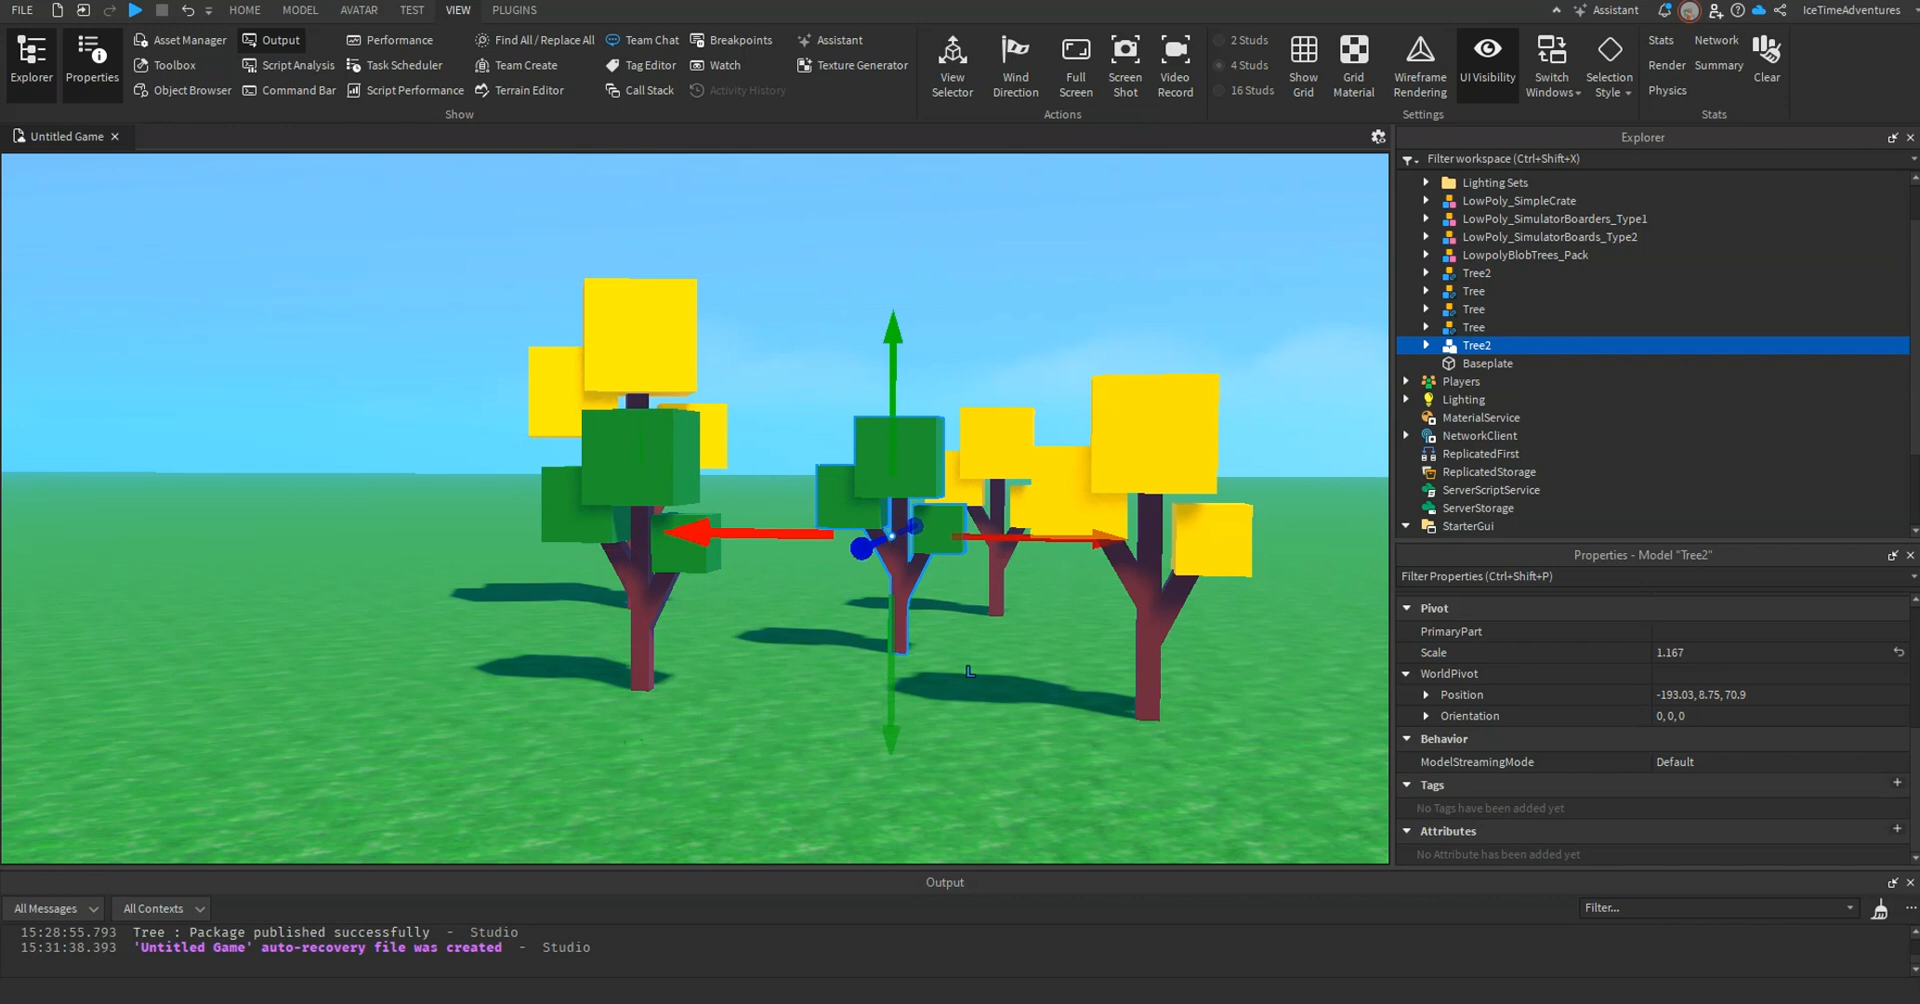 FILE HOME MODEL AVATAR TEST VIEW PLUGINS Assistant IceTimeAdventures
Explorer
Properties
Asset Manager
Toolbox
Object Browser
Output
Script Analysis
Command Bar
Performance
Task Scheduler
Script Performance
Find All / Replace All
Team Create
Terrain Editor
Team Chat
Tag Editor
Call Stack
Breakpoints
Watch
Activity History
Assistant
Texture Generator
Show
View
Selector
Wind
Direction
Full
Screen
Screen
Shot
Video
Record
Actions
2 Studs
4 Studs
16 Studs
Show
Grid
Grid
Material
Wireframe
Rendering
UI Visibility
Switch
Windows
Selection
Style
Settings
Stats
Render
Physics
Network
Summary
Clear
Stats
Untitled Game
Explorer
Filter workspace (Ctrl+Shift+X)
Lighting Sets
LowPoly_SimpleCrate
LowPoly_SimulatorBoarders_Type1
LowPoly_SimulatorBoards_Type2
LowpolyBlobTrees_Pack
Tree2
Tree
Tree
Tree
Tree2
Baseplate
Players
Lighting
MaterialService
NetworkClient
ReplicatedFirst
ReplicatedStorage
ServerScriptService
ServerStorage
StarterGui
Properties - Model "Tree2"
Filter Properties (Ctrl+Shift+P)
Pivot
PrimaryPart
Scale 1.167
WorldPivot
Position -193.03, 8.75, 70.9
Orientation 0, 0, 0
Behavior
ModelStreamingMode Default
Tags
No Tags have been added yet
Attributes
No Attribute has been added yet
L
Output
All Messages All Contexts Filter...
15:28:55.793 Tree : Package published successfully - Studio
15:31:38.393 'Untitled Game' auto-recovery file was created - Studio